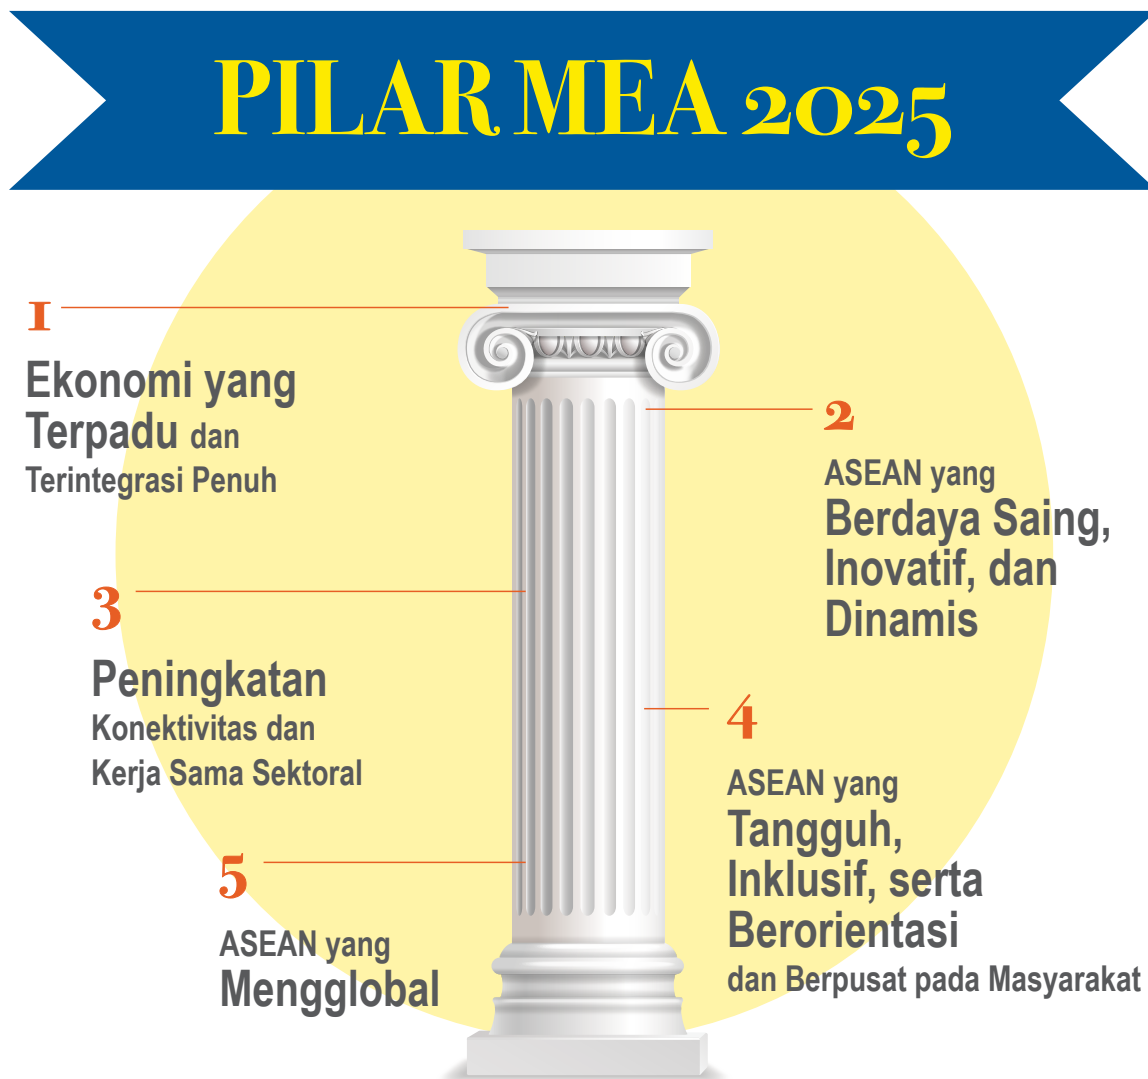 PILAR MEA 2025
1
Ekonomi yang
Terpadu dan
Terintegrasi Penuh
2
ASEAN yang
Berdaya Saing,
Inovatif, dan
Dinamis
3
Peningkatan
Konektivitas dan
Kerja Sama Sektoral
4
ASEAN yang
Tangguh,
Inklusif, serta
Berorientasi
dan Berpusat pada Masyarakat
5
ASEAN yang
Mengglobal